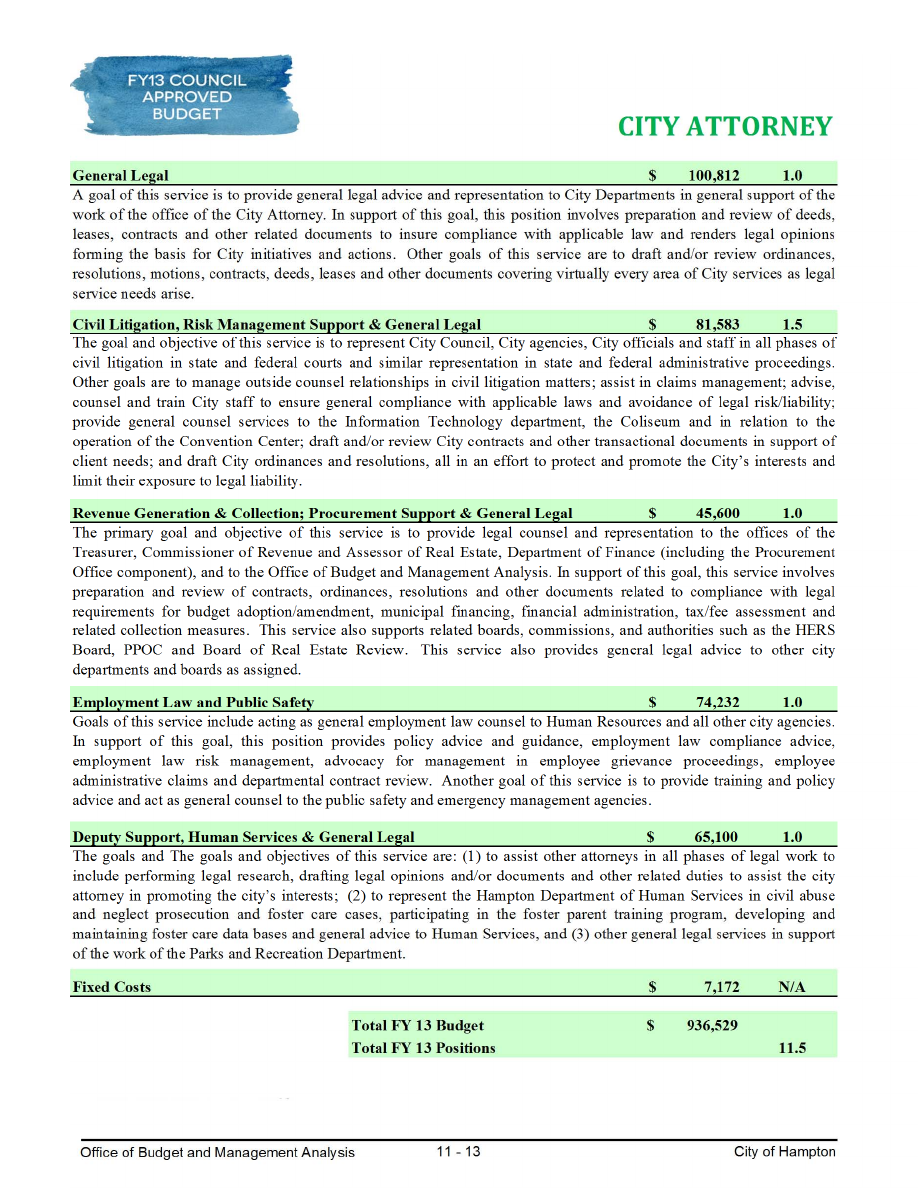 FY13 COUNCIL
APPROVED
BUDGET
CITY ATTORNEY
General Legal $ 100,812 1.0
A goal of this service is to provide general legal advice and representation to City Departments in general support of the
work of the office of the City Attorney. In support of this goal, this position involves preparation and review of deeds,
leases, contracts and other related documents to insure compliance with applicable law and renders legal opinions
forming the basis for City initiatives and actions. Other goals of this service are to draft and/or review ordinances,
resolutions, motions, contracts, deeds, leases and other documents covering virtually every area of City services as legal
service needs arise.
Civil Litigation, Risk Management Support & General Legal $ 81,583 1.5
The goal and objective of this service is to represent City Council, City agencies, City officials and staff in all phases of
civil litigation in state and federal courts and similar representation in state and federal administrative proceedings.
Other goals are to manage outside counsel relationships in civil litigation matters; assist in claims management; advise,
counsel and train City staff to ensure general compliance with applicable laws and avoidance of legal risk/liability;
provide general counsel services to the Information Technology department, the Coliseum and in relation to the
operation of the Convention Center; draft and/or review City contracts and other transactional documents in support of
client needs; and draft City ordinances and resolutions, all in an effort to protect and promote the City’s interests and
limit their exposure to legal liability.
Revenue Generation & Collection; Procurement Support & General Legal $ 45,600 1.0
The primary goal and objective of this service is to provide legal counsel and representation to the offices of the
Treasurer, Commissioner of Revenue and Assessor of Real Estate, Department of Finance (including the Procurement
Office component), and to the Office of Budget and Management Analysis. In support of this goal, this service involves
preparation and review of contracts, ordinances, resolutions and other documents related to compliance with legal
requirements for budget adoption/amendment, municipal financing, financial administration, tax/fee assessment and
related collection measures. This service also supports related boards, commissions, and authorities such as the HERS
Board, PPOC and Board of Real Estate Review. This service also provides general legal advice to other city
departments and boards as assigned.
Employment Law and Public Safety $ 74,232 1.0
Goals of this service include acting as general employment law counsel to Human Resources and all other city agencies.
In support of this goal, this position provides policy advice and guidance, employment law compliance advice,
employment law risk management, advocacy for management in employee grievance proceedings, employee
administrative claims and departmental contract review. Another goal of this service is to provide training and policy
advice and act as general counsel to the public safety and emergency management agencies.
Deputy Support, Human Services & General Legal $ 65,100 1.0
The goals and The goals and objectives of this service are: (1) to assist other attorneys in all phases of legal work to
include performing legal research, drafting legal opinions and/or documents and other related duties to assist the city
attorney in promoting the city’s interests; (2) to represent the Hampton Department of Human Services in civil abuse
and neglect prosecution and foster care cases, participating in the foster parent training program, developing and
maintaining foster care data bases and general advice to Human Services, and (3) other general legal services in support
of the work of the Parks and Recreation Department.
Fixed Costs $ 7,172 N/A
Total FY 13 Budget $ 936,529
Total FY 13 Positions 11.5
Office of Budget and Management Analysis 11 - 13 City of Hampton